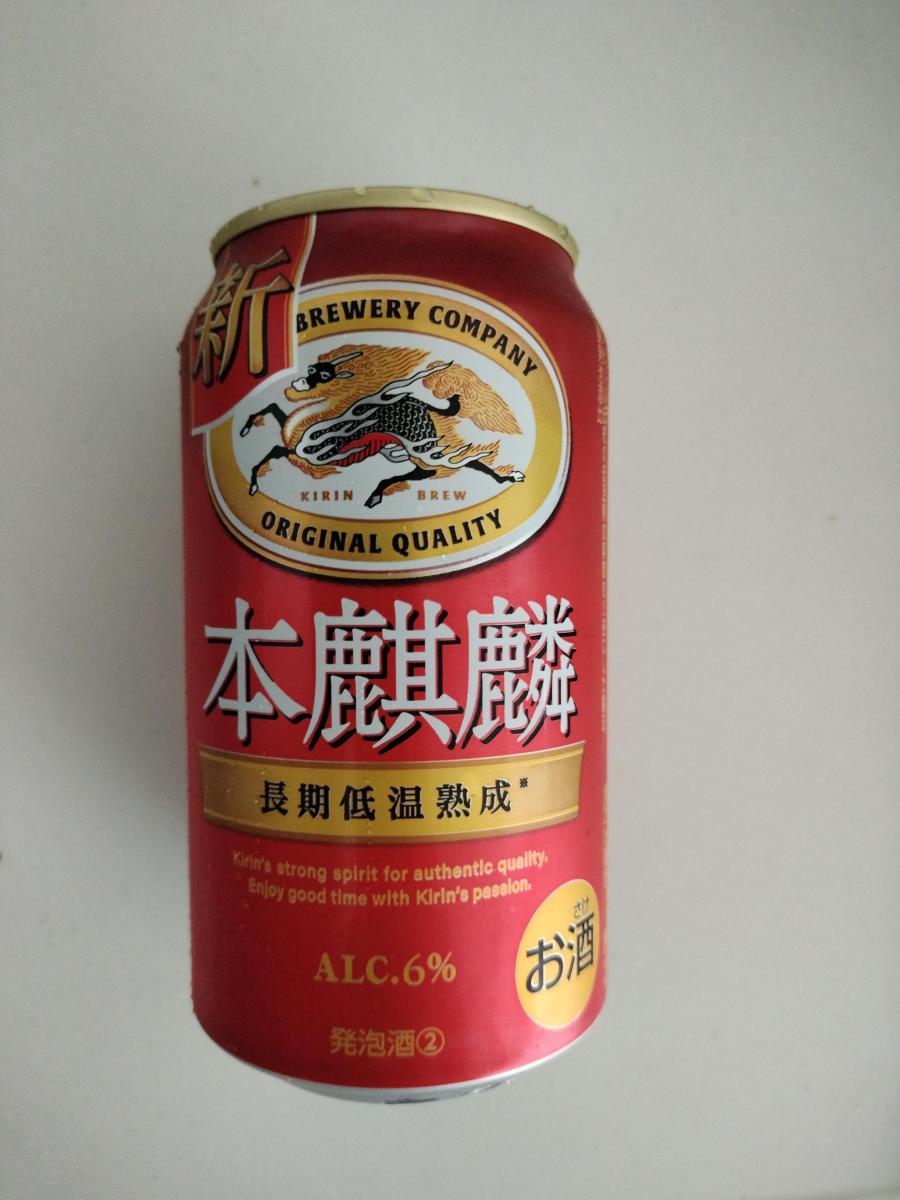 新
BREWERY COMPANY
KIRIN BREW
ORIGINAL QUALITY
本麒麟
長期低温熟成※
Kirin's strong spirit for authentic quality.
Enjoy good time with Kirin's passion.
さけ
お酒
ALC.6%
発泡酒②